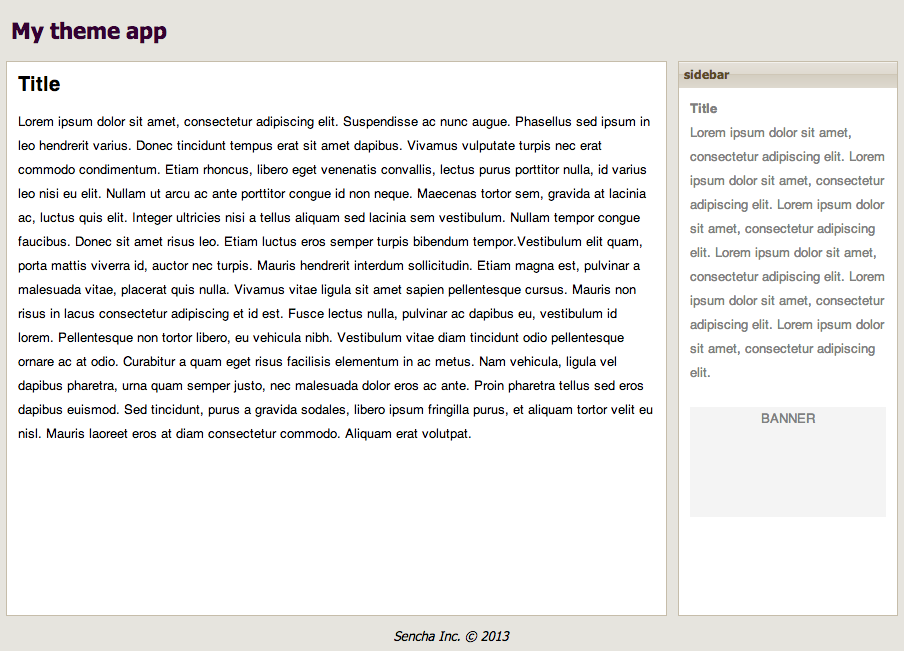 My theme app
Title
Lorem ipsum dolor sit amet, consectetur adipiscing elit. Suspendisse ac nunc augue. Phasellus sed ipsum in
leo hendrerit varius. Donec tincidunt tempus erat sit amet dapibus. Vivamus vulputate turpis nec erat
commodo condimentum. Etiam rhoncus, libero eget venenatis convallis, lectus purus porttitor nulla, id varius
leo nisi eu elit. Nullam ut arcu ac ante porttitor congue id non neque. Maecenas tortor sem, gravida at lacinia
ac, luctus quis elit. Integer ultricies nisi a tellus aliquam sed lacinia sem vestibulum. Nullam tempor congue
faucibus. Donec sit amet risus leo. Etiam luctus eros semper turpis bibendum tempor.Vestibulum elit quam,
porta mattis viverra id, auctor nec turpis. Mauris hendrerit interdum sollicitudin. Etiam magna est, pulvinar a
malesuada vitae, placerat quis nulla. Vivamus vitae ligula sit amet sapien pellentesque cursus. Mauris non
risus in lacus consectetur adipiscing et id est. Fusce lectus nulla, pulvinar ac dapibus eu, vestibulum id
lorem. Pellentesque non tortor libero, eu vehicula nibh. Vestibulum vitae diam tincidunt odio pellentesque
ornare ac at odio. Curabitur a quam eget risus facilisis elementum in ac metus. Nam vehicula, ligula vel
dapibus pharetra, urna quam semper justo, nec malesuada dolor eros ac ante. Proin pharetra tellus sed eros
dapibus euismod. Sed tincidunt, purus a gravida sodales, libero ipsum fringilla purus, et aliquam tortor velit eu
nisl. Mauris laoreet eros at diam consectetur commodo. Aliquam erat volutpat.
sidebar
Title
Lorem ipsum dolor sit amet,
consectetur adipiscing elit. Lorem
ipsum dolor sit amet, consectetur
adipiscing elit. Lorem ipsum dolor
sit amet, consectetur adipiscing
elit. Lorem ipsum dolor sit amet,
consectetur adipiscing elit. Lorem
ipsum dolor sit amet, consectetur
adipiscing elit. Lorem ipsum dolor
sit amet, consectetur adipiscing
elit.
BANNER
Sencha Inc. © 2013